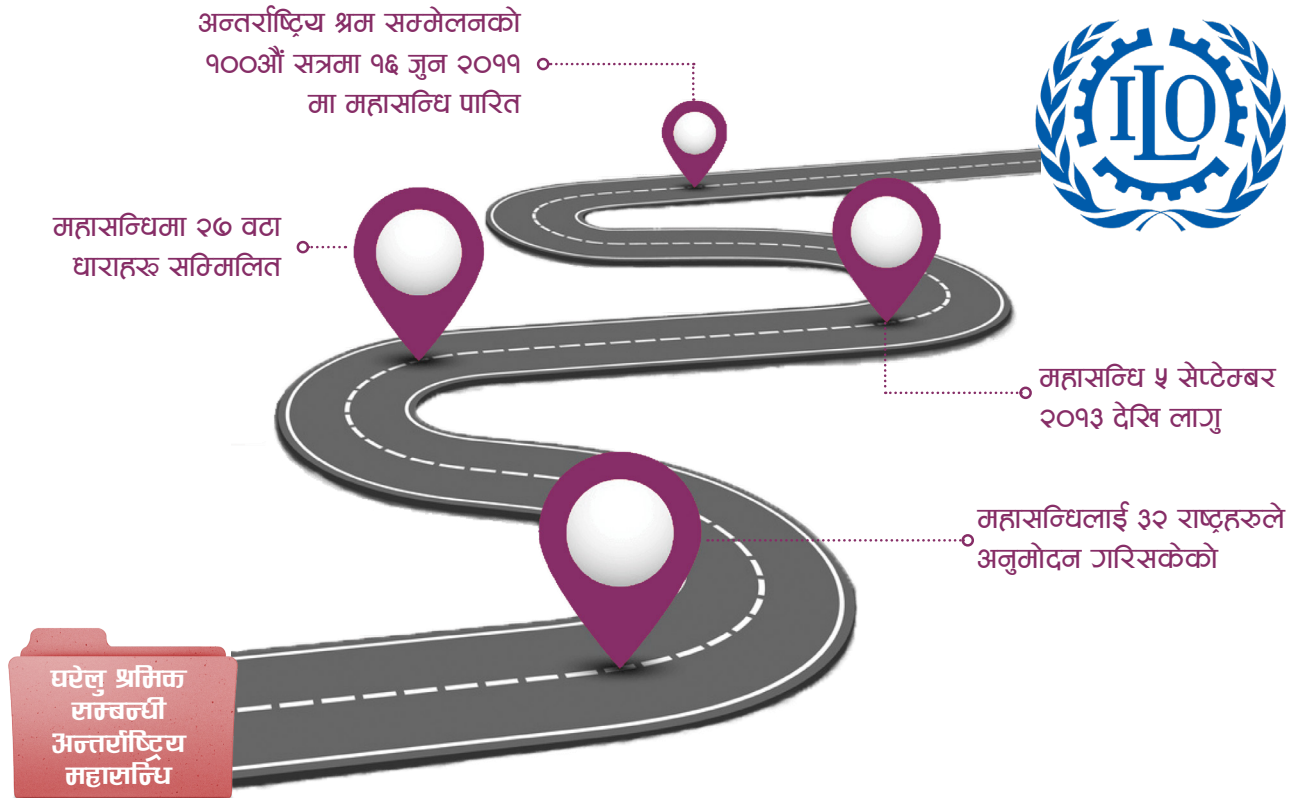 अन्तर्राष्ट्रिय श्रम सम्मेलनको
१००औं सत्रमा १६ जुन २०११
मा महासन्धि पारित
ILO
महासन्धिमा २७ वटा
धाराहरु सम्मिलित
महासन्धि ५ सेप्टेम्बर
२०१३ देखि लागु
महासन्धिलाई ३२ राष्ट्रहरुले
अनुमोदन गरिसकेको
घरेलु श्रमिक
सम्बन्धी
अन्तर्राष्ट्रिय
महासन्धि